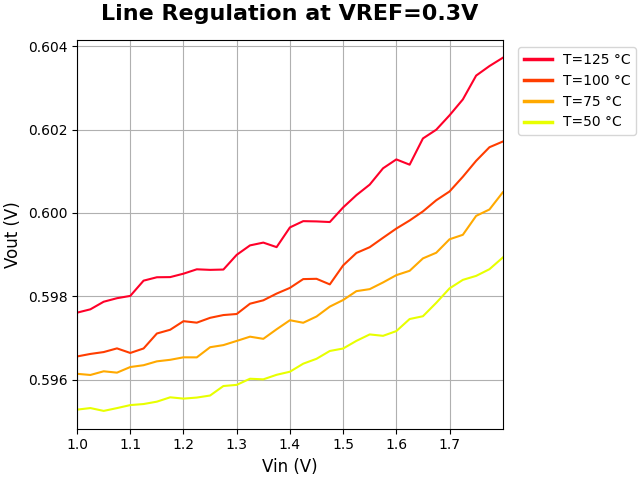 Line Regulation at VREF=0.3V
T=125 °C
T=100 °C
T=75 °C
T=50 °C
Vout (V)
0.604
0.602
0.600
0.598
0.596
1.0 1.1 1.2 1.3 1.4 1.5 1.6 1.7
Vin (V)